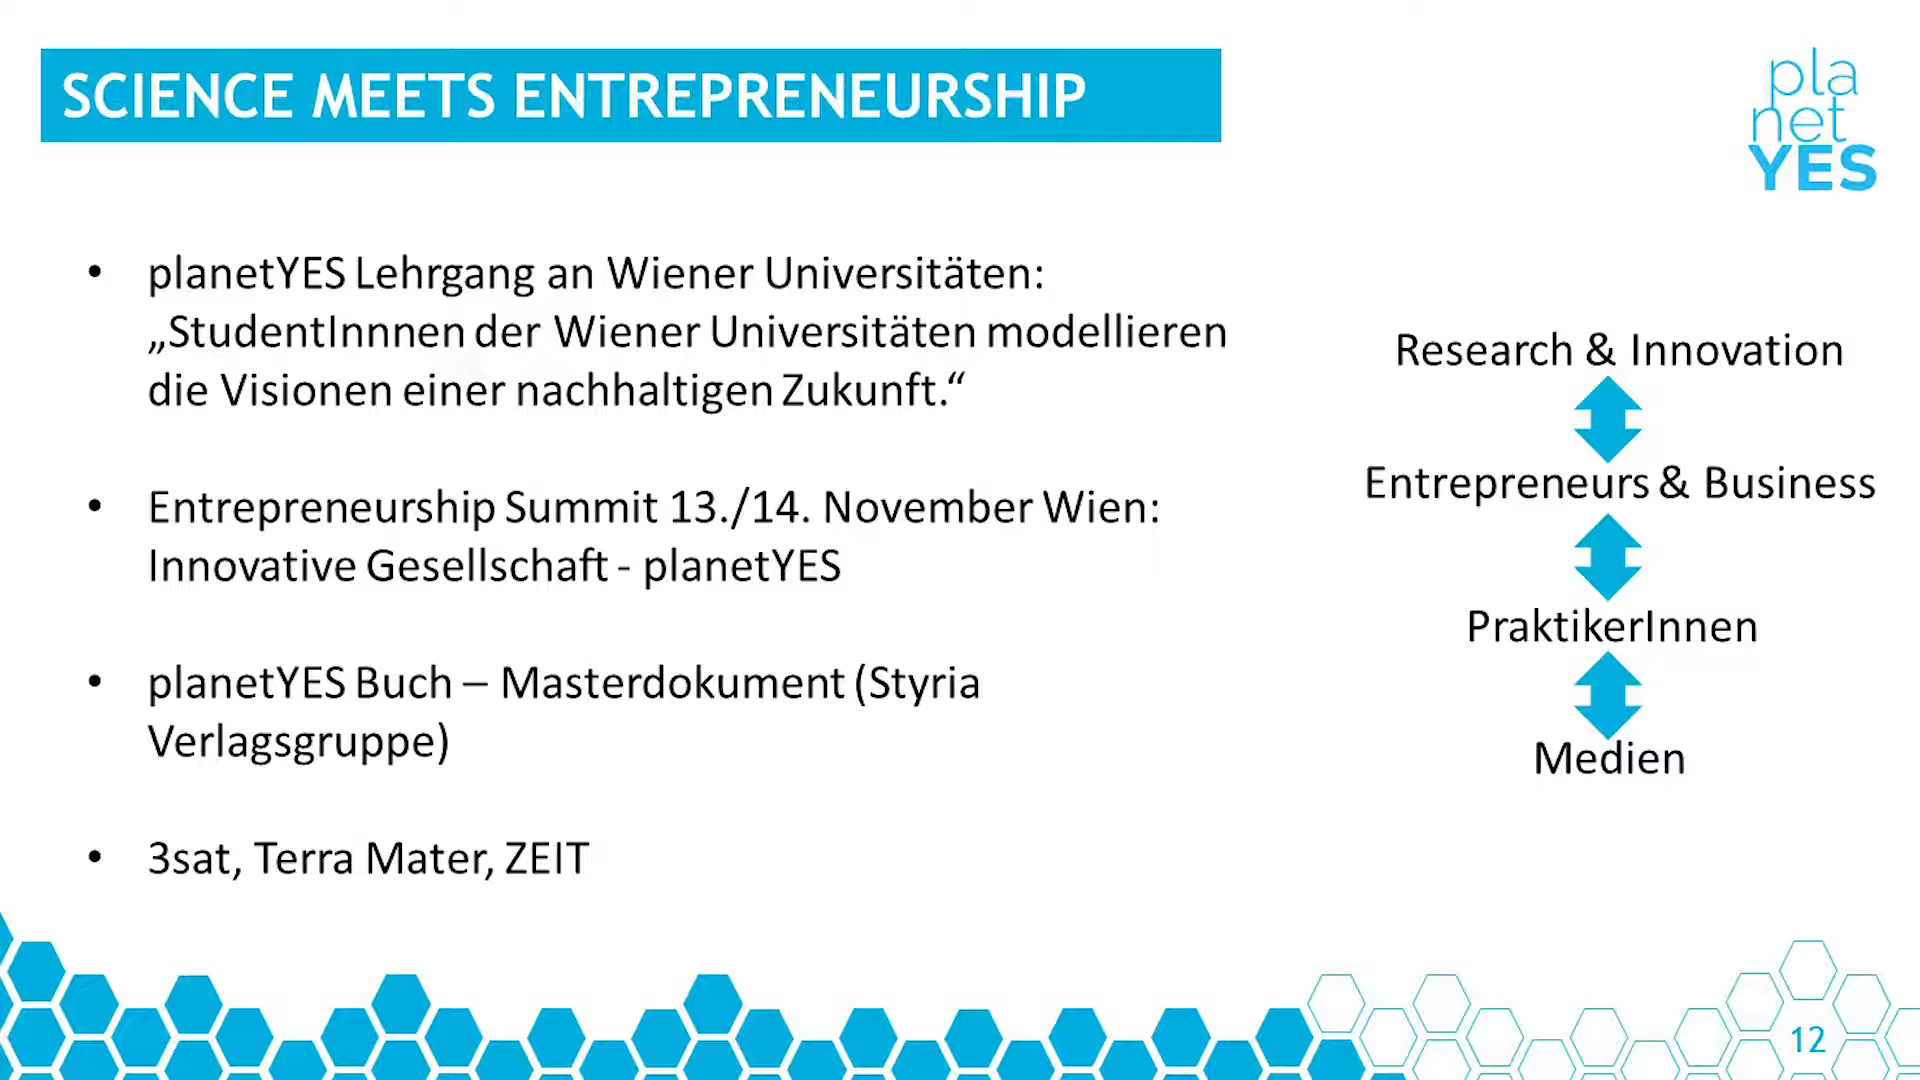 SCIENCE MEETS ENTREPRENEURSHIP
pla
net
YES
• planetYES Lehrgang an Wiener Universitäten:
„StudentInnnen der Wiener Universitäten modellieren
die Visionen einer nachhaltigen Zukunft.“
• Entrepreneurship Summit 13./14. November Wien:
Innovative Gesellschaft - planetYES
• planetYES Buch – Masterdokument (Styria
Verlagsgruppe)
• 3sat, Terra Mater, ZEIT
Research & Innovation
Entrepreneurs & Business
PraktikerInnen
Medien
12